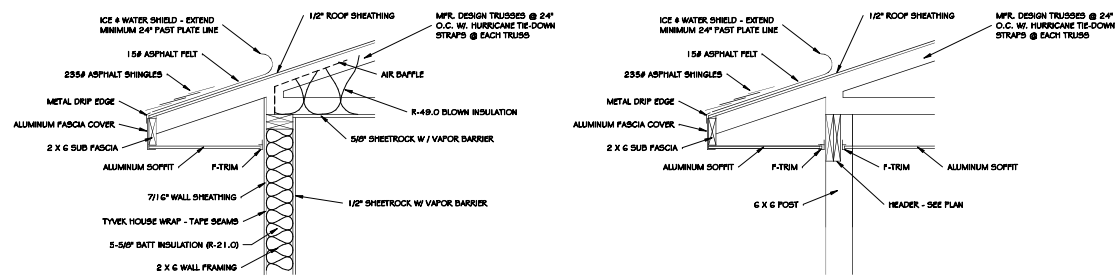 ICE & WATER SHIELD - EXTEND
MINIMUM 24" PAST PLATE LINE
1/2" ROOF SHEATHING
MFR. DESIGN TRUSSES @ 24"
O.C. W/. HURRICANE TIE-DOWN
STRAPS @ EACH TRUSS
15# ASPHALT FELT
235# ASPHALT SHINGLES
AIR BAFFLE
METAL DRIP EDGE
R-49.0 BLOWN INSULATION
ALUMINUM FASCIA COVER
5/8" SHEETROCK W/ VAPOR BARRIER
2 X 6 SUB FASCIA
ALUMINUM SOFFIT
F-TRIM
7/16" WALL SHEATHING
1/2" SHEETROCK W/ VAPOR BARRIER
TYVEK HOUSE WRAP - TAPE SEAMS
5-5/8" BATT INSULATION (R-21.0)
2 X 6 WALL FRAMING
ICE & WATER SHIELD - EXTEND
MINIMUM 24" PAST PLATE LINE
1/2" ROOF SHEATHING
MFR. DESIGN TRUSSES @ 24"
O.C. W/. HURRICANE TIE-DOWN
STRAPS @ EACH TRUSS
15# ASPHALT FELT
235# ASPHALT SHINGLES
METAL DRIP EDGE
ALUMINUM FASCIA COVER
2 X 6 SUB FASCIA
ALUMINUM SOFFIT
F-TRIM
F-TRIM
ALUMINUM SOFFIT
6 X 6 POST
HEADER - SEE PLAN